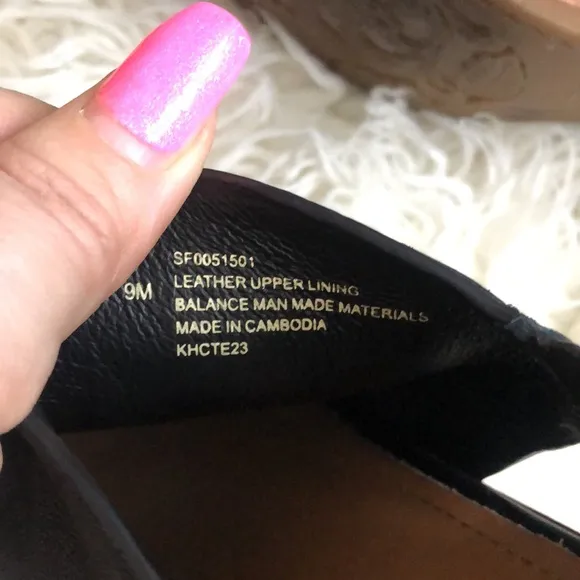 SF0051501
9M LEATHER UPPER LINING
BALANCE MAN MADE MATERIALS
MADE IN CAMBODIA
KHCTE23